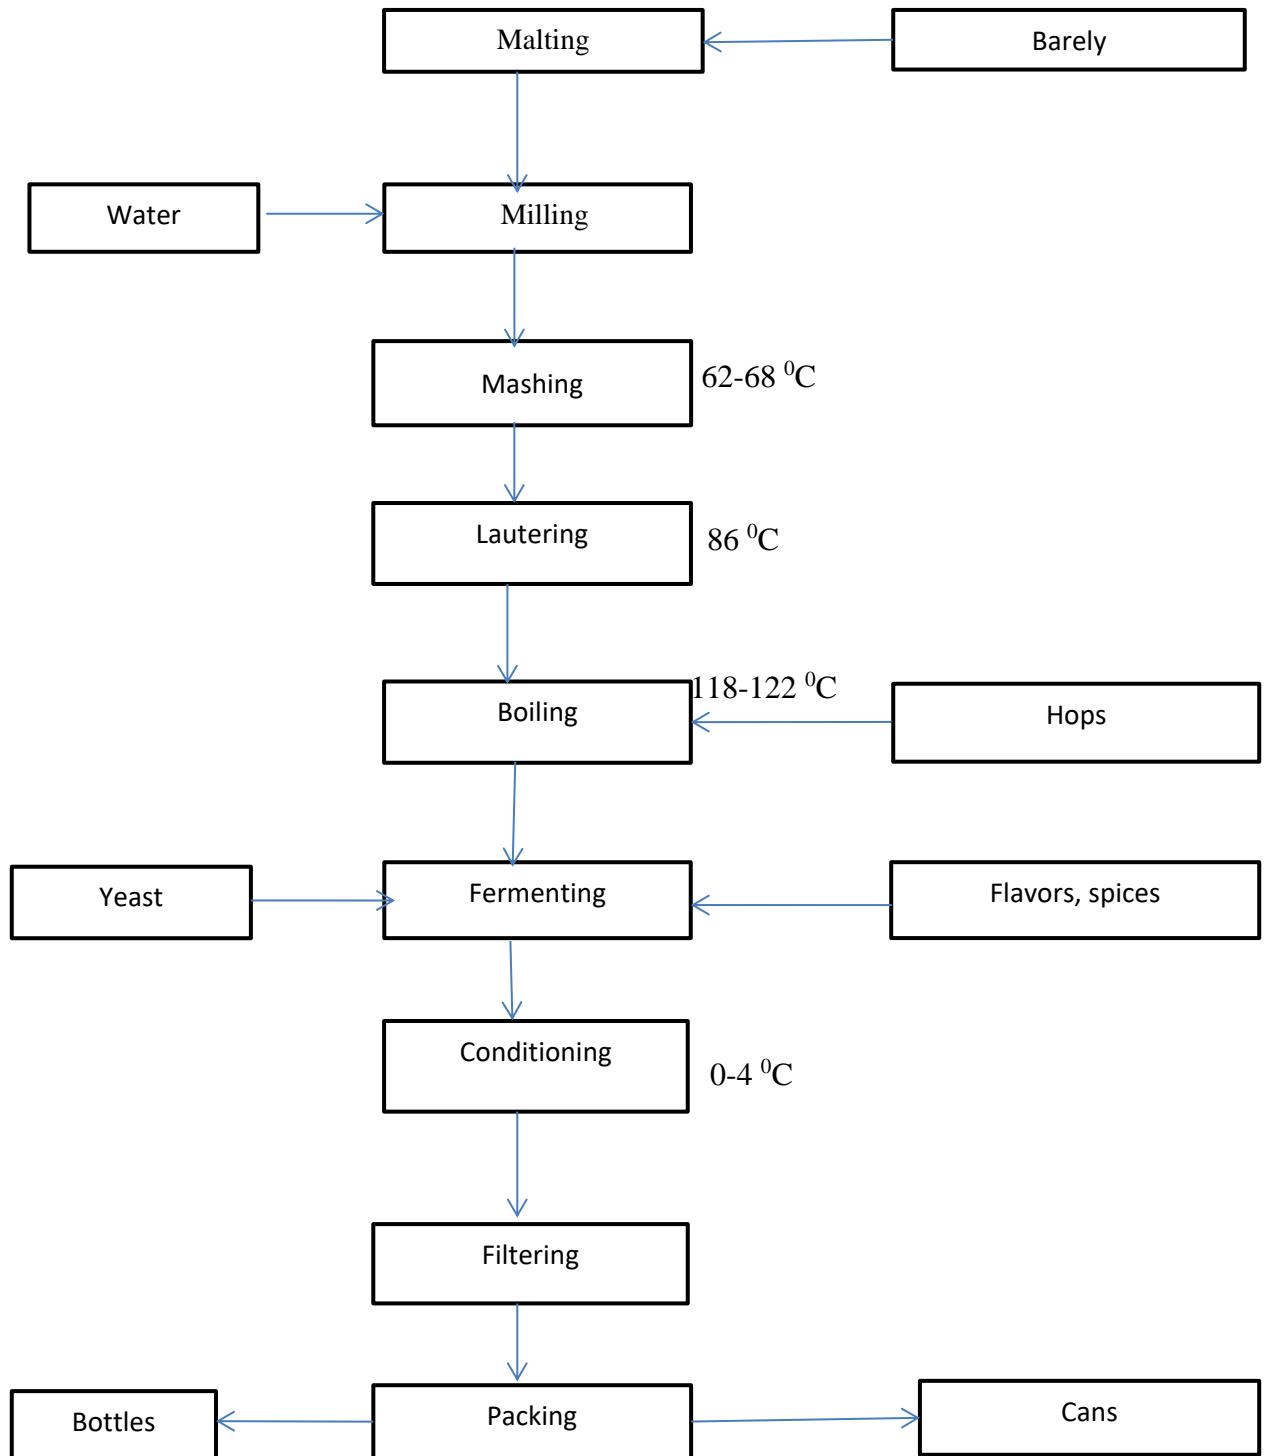 Malting
Barely
Water
Milling
Mashing
62-68 ⁰C
Lautering
86 ⁰C
118-122 ⁰C
Boiling
Hops
Yeast
Fermenting
Flavors, spices
Conditioning
0-4 ⁰C
Filtering
Bottles
Packing
Cans